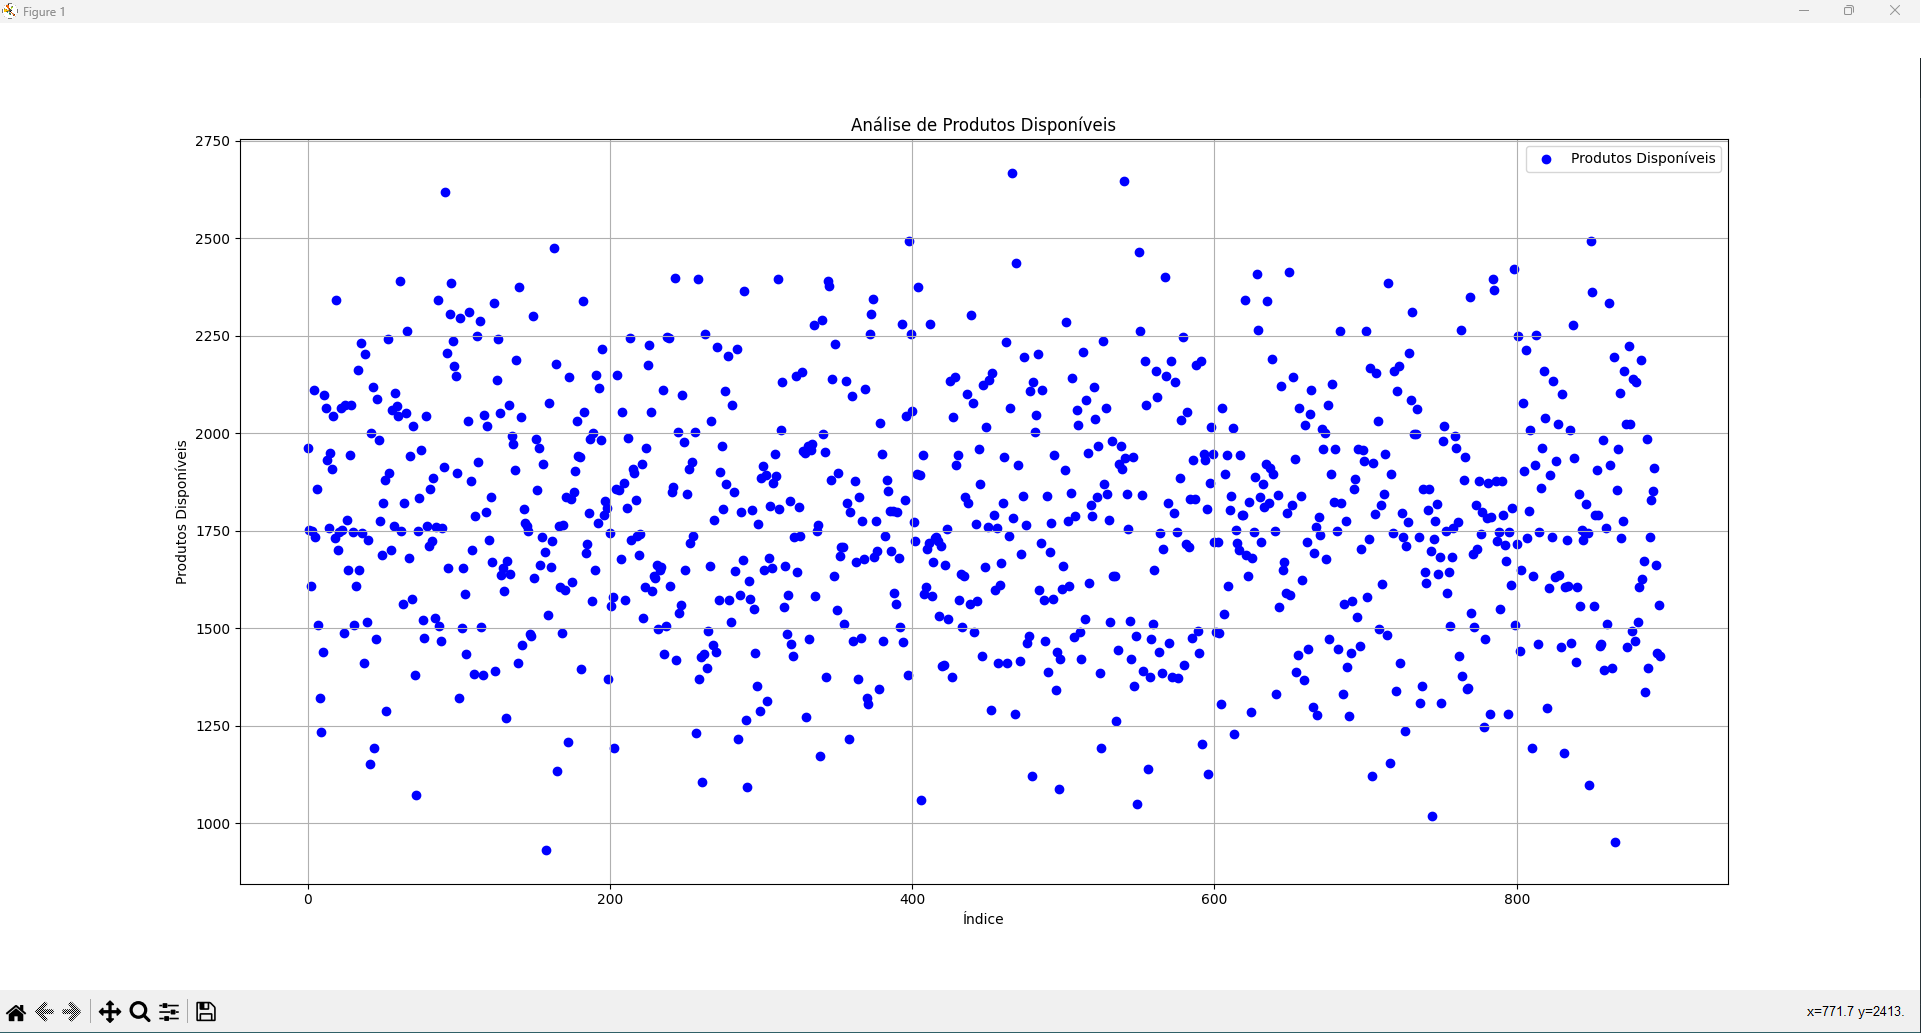 Figure 1
Análise de Produtos Disponíveis
Produtos Disponíveis
2750
2500
2250
2000
1750
1500
1250
1000
Produtos Disponíveis
0 200 400 600 800
Índice
x=771.7 y=2413.